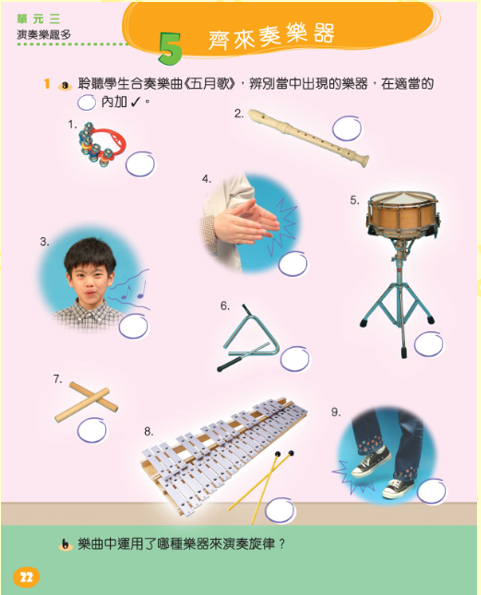 單元三
演奏樂趣多
5 齊來奏樂器
1 a 聆聽學生合奏樂曲《五月歌》，辨別當中出現的樂器，在適當的
○ 內加✓。
1.
2.
3.
4.
5.
6.
7.
8.
9.
b 樂曲中運用了哪種樂器來演奏旋律？
22